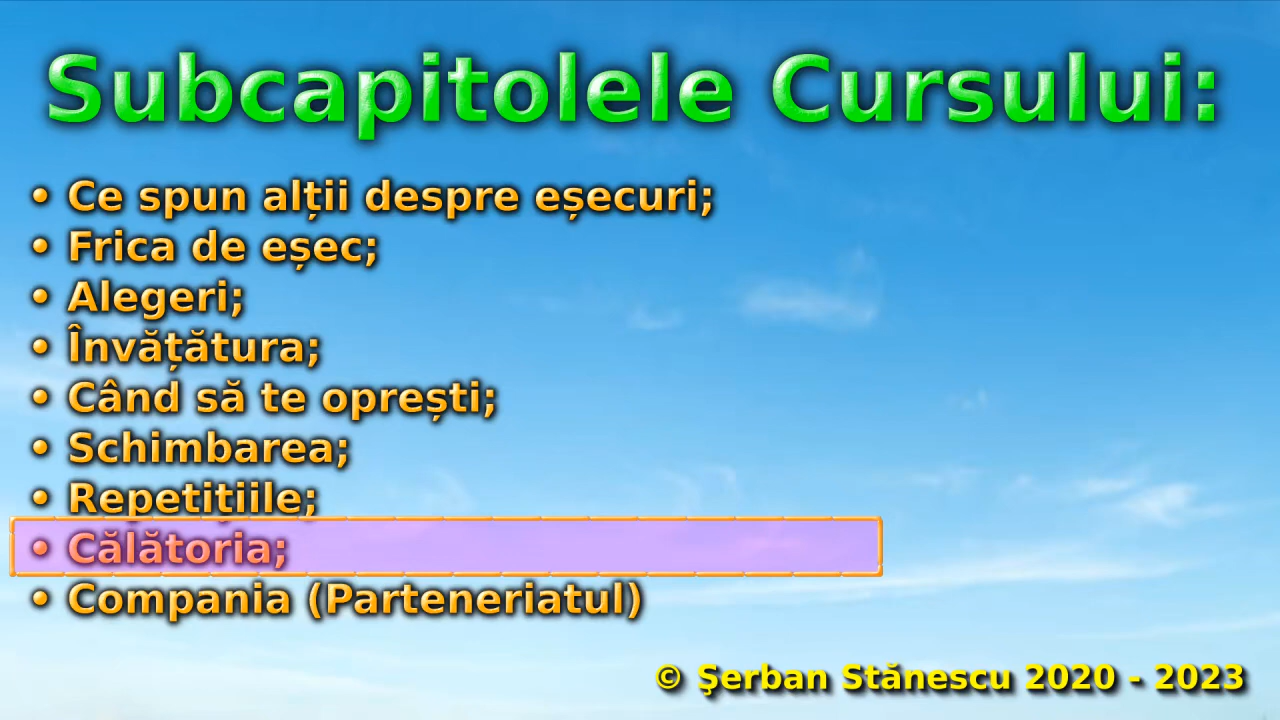 Subcapitolele Cursului:
• Ce spun alții despre eșecuri;
• Frica de eșec;
• Alegeri;
• Învățătura;
• Când să te oprești;
• Schimbarea;
• Repetițiile;
• Călătoria;
• Compania (Parteneriatul)
© Şerban Stănescu 2020 - 2023